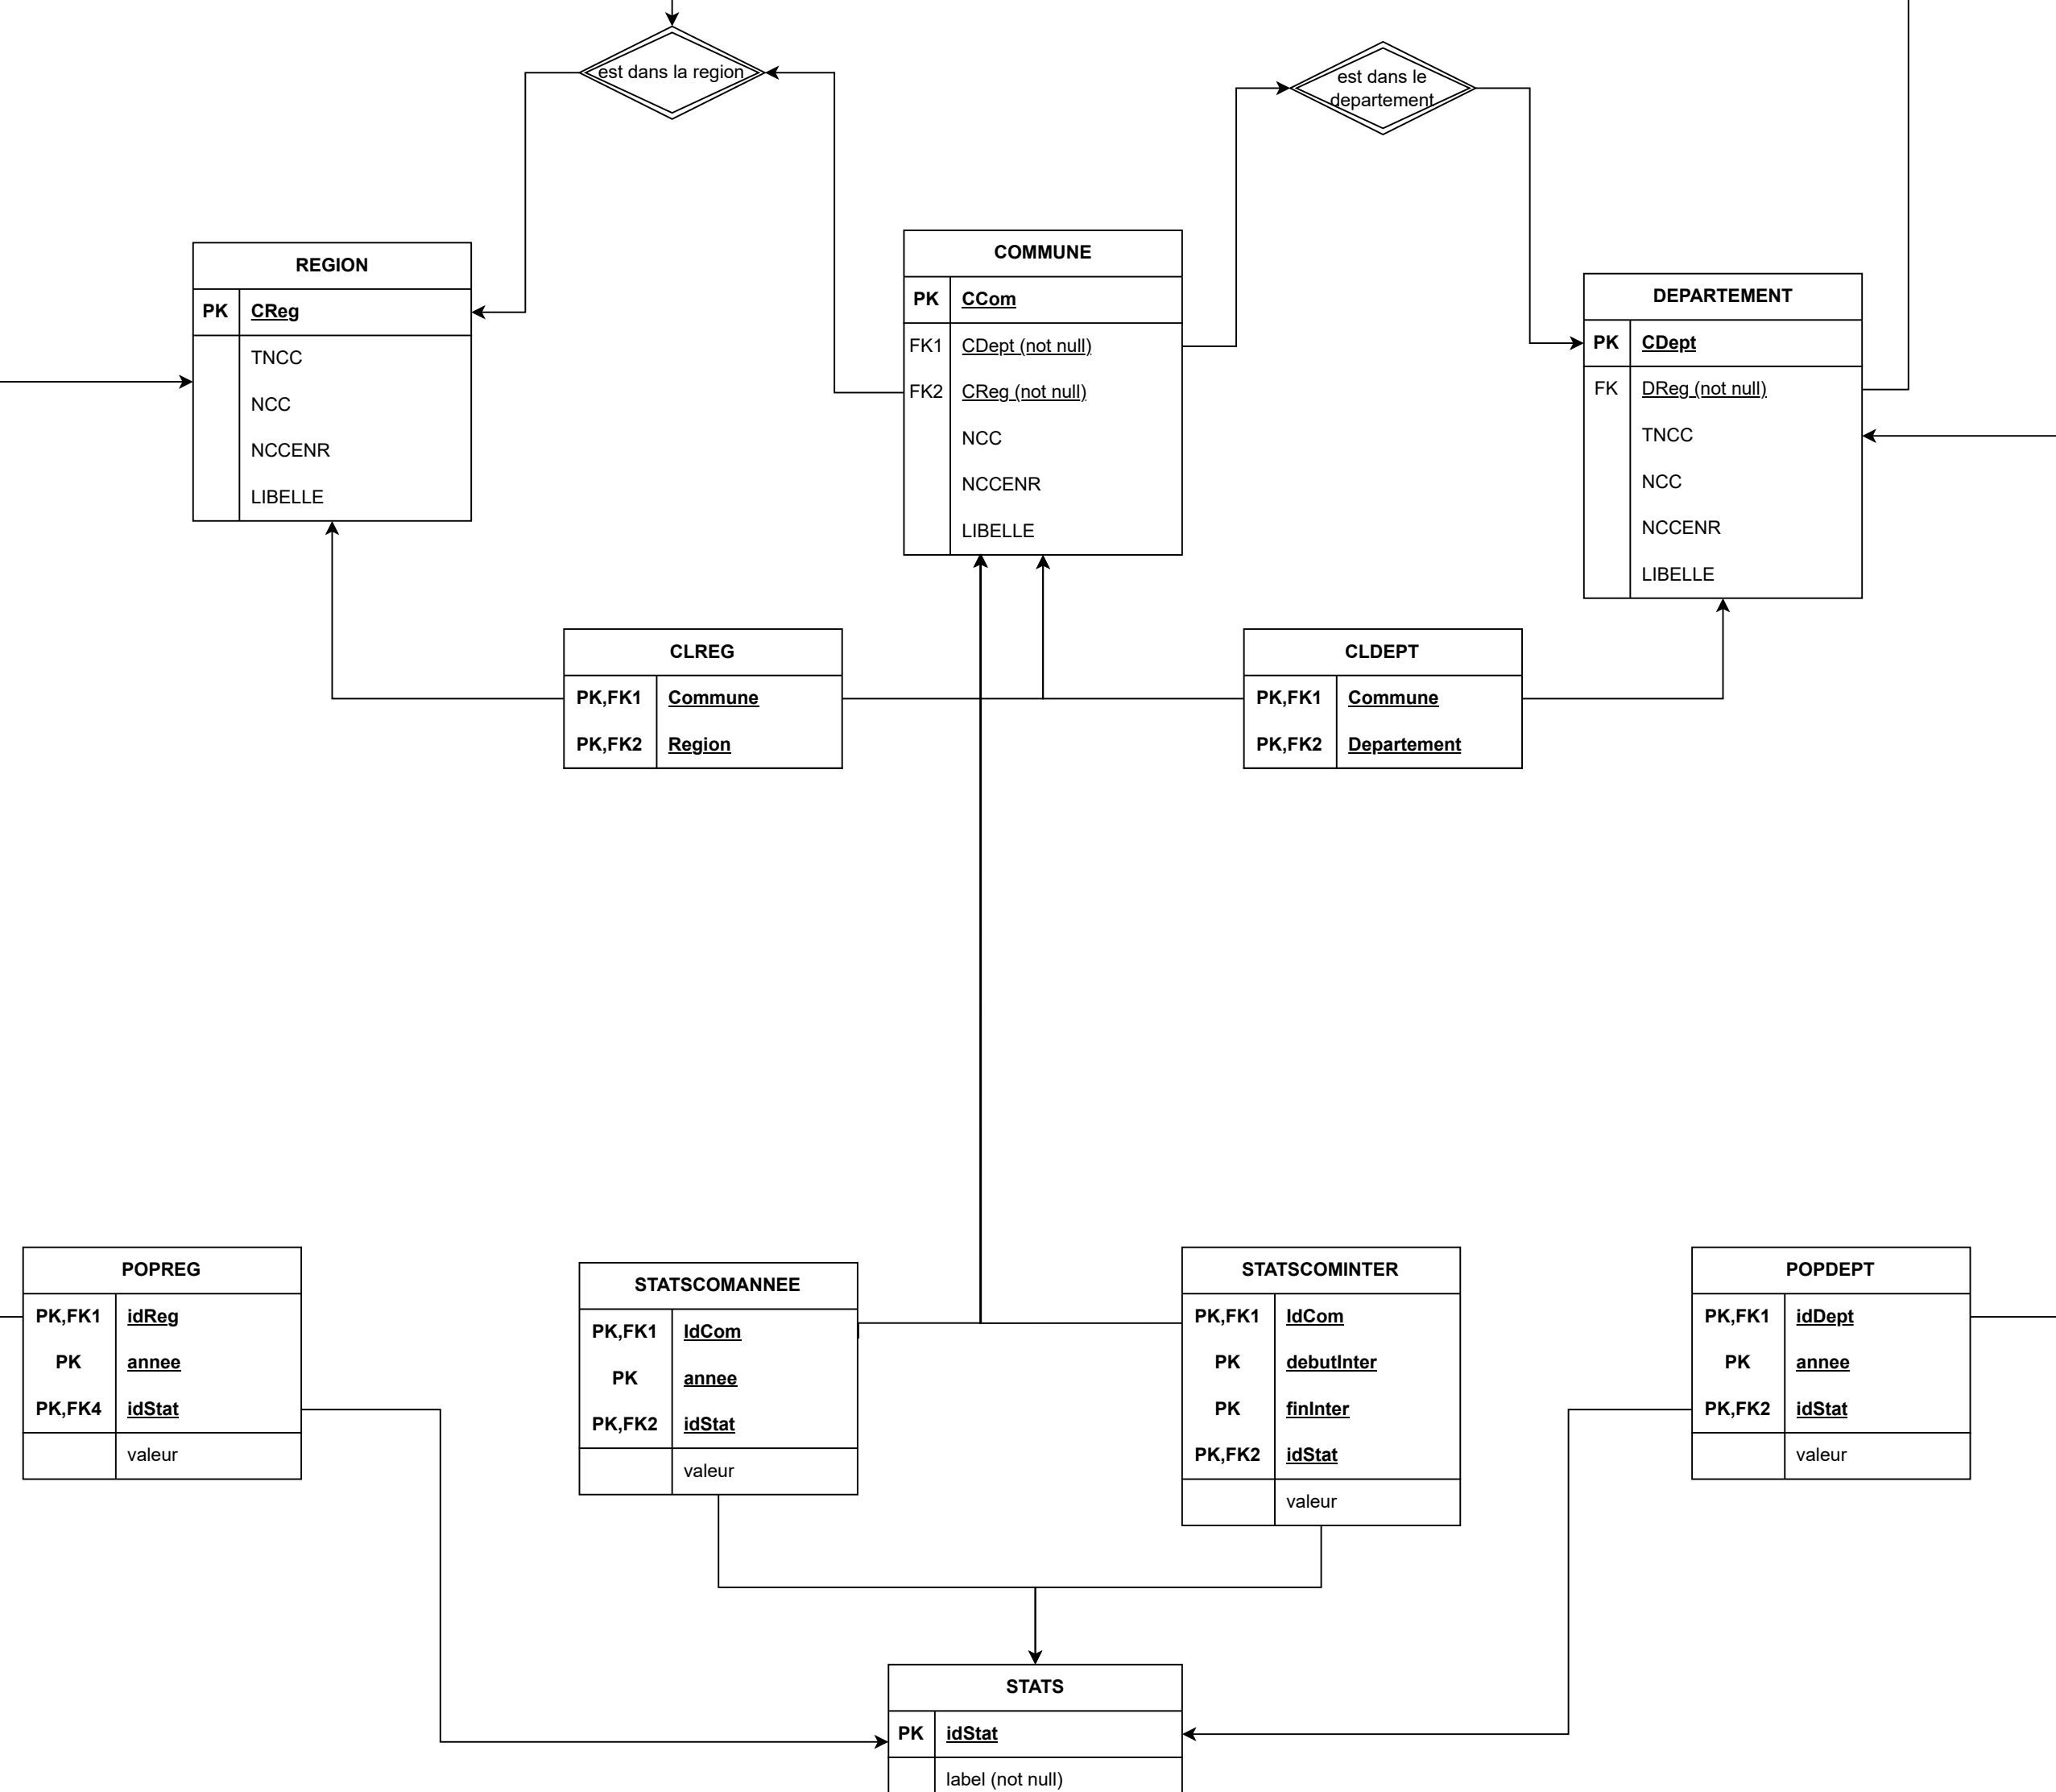 est dans la region
est dans le
departement
REGION
PK CReg
TNCC
NCC
NCCENR
LIBELLE
COMMUNE
PK CCom
FK1 CDept (not null)
FK2 CReg (not null)
NCC
NCCENR
LIBELLE
DEPARTEMENT
PK CDept
FK DReg (not null)
TNCC
NCC
NCCENR
LIBELLE
CLREG
PK,FK1 Commune
PK,FK2 Region
CLDEPT
PK,FK1 Commune
PK,FK2 Departement
POPREG
PK,FK1 idReg
PK annee
PK,FK4 idStat
valeur
STATSCOMANNEE
PK,FK1 IdCom
PK annee
PK,FK2 idStat
valeur
STATSCOMINTER
PK,FK1 IdCom
PK debutInter
PK finInter
PK,FK2 idStat
valeur
POPDEPT
PK,FK1 idDept
PK annee
PK,FK2 idStat
valeur
STATS
PK idStat
label (not null)